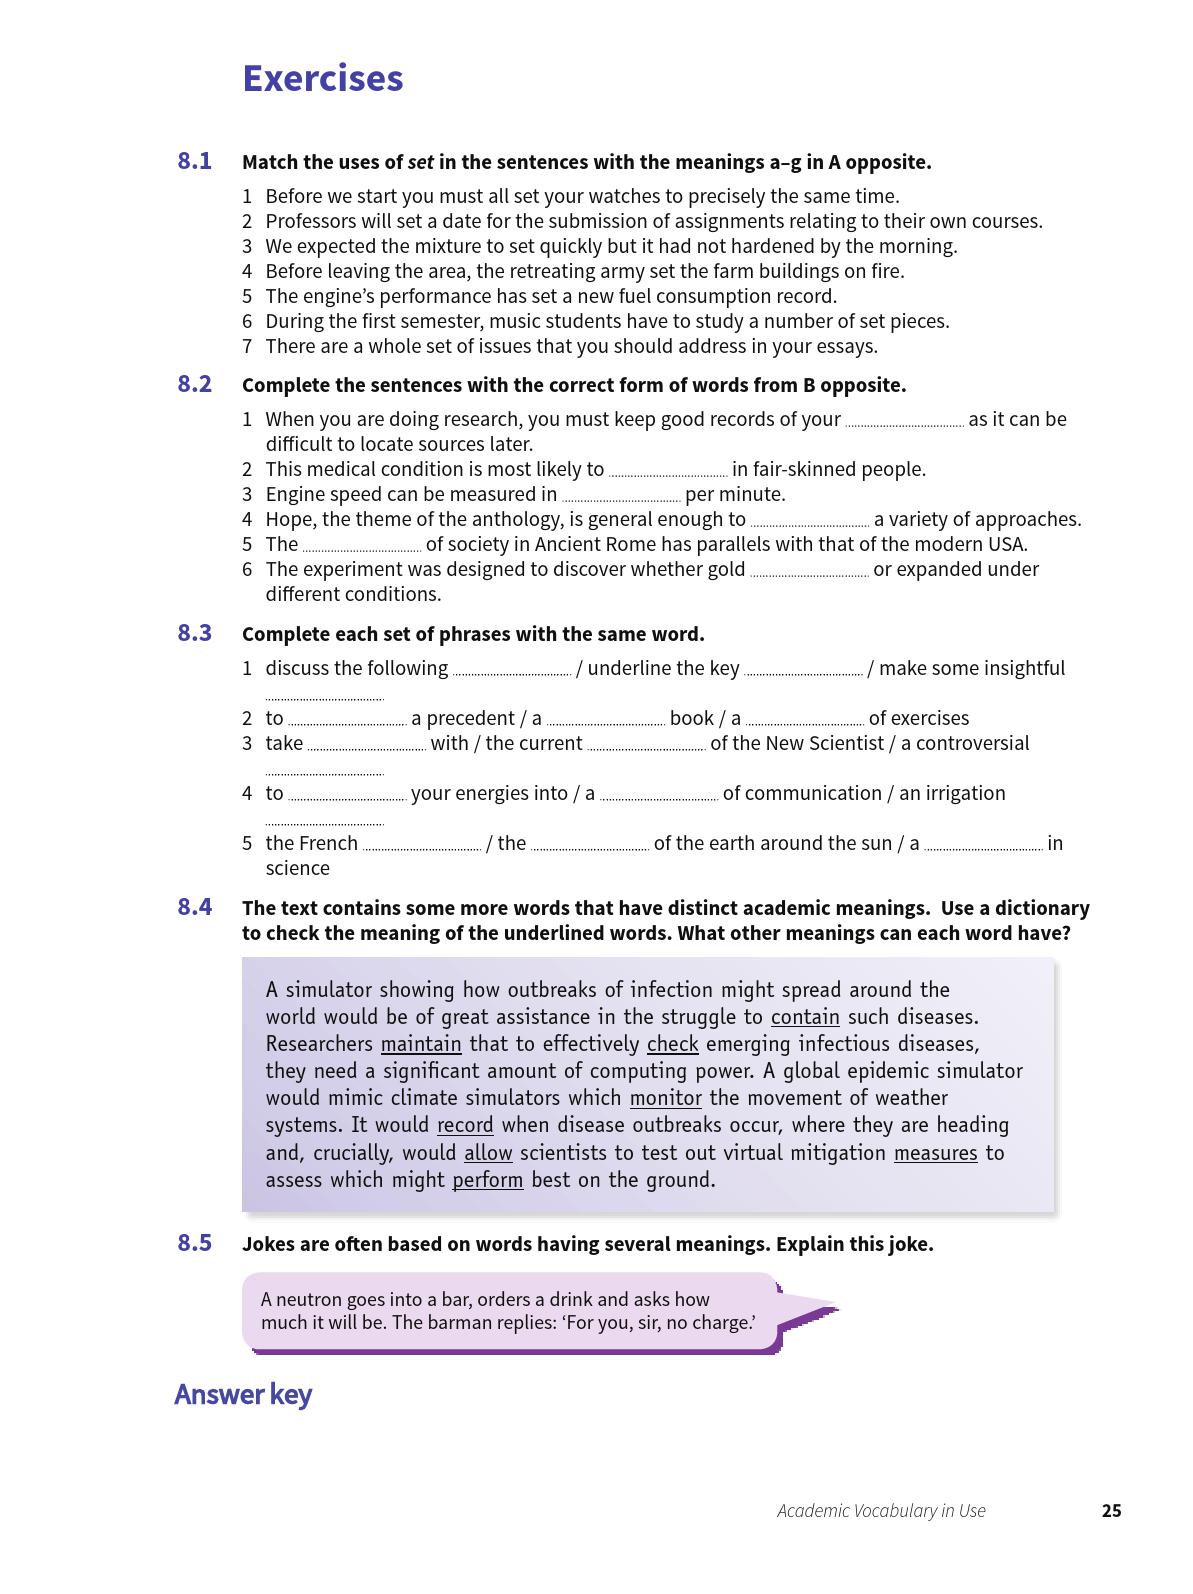 Exercises
8.1 Match the uses of set in the sentences with the meanings a–g in A opposite.
1 Before we start you must all set your watches to precisely the same time.
2 Professors will set a date for the submission of assignments relating to their own courses.
3 We expected the mixture to set quickly but it had not hardened by the morning.
4 Before leaving the area, the retreating army set the farm buildings on fire.
5 The engine’s performance has set a new fuel consumption record.
6 During the first semester, music students have to study a number of set pieces.
7 There are a whole set of issues that you should address in your essays.
8.2 Complete the sentences with the correct form of words from B opposite.
1 When you are doing research, you must keep good records of your .............................. as it can be
difficult to locate sources later.
2 This medical condition is most likely to .............................. in fair-skinned people.
3 Engine speed can be measured in .............................. per minute.
4 Hope, the theme of the anthology, is general enough to .............................. a variety of approaches.
5 The .............................. of society in Ancient Rome has parallels with that of the modern USA.
6 The experiment was designed to discover whether gold .............................. or expanded under
different conditions.
8.3 Complete each set of phrases with the same word.
1 discuss the following .............................. / underline the key .............................. / make some insightful
..............................
2 to .............................. a precedent / a .............................. book / a .............................. of exercises
3 take .............................. with / the current .............................. of the New Scientist / a controversial
..............................
4 to .............................. your energies into / a .............................. of communication / an irrigation
..............................
5 the French .............................. / the .............................. of the earth around the sun / a .............................. in
science
8.4 The text contains some more words that have distinct academic meanings. Use a dictionary
to check the meaning of the underlined words. What other meanings can each word have?
A simulator showing how outbreaks of infection might spread around the
world would be of great assistance in the struggle to contain such diseases.
Researchers maintain that to effectively check emerging infectious diseases,
they need a significant amount of computing power. A global epidemic simulator
would mimic climate simulators which monitor the movement of weather
systems. It would record when disease outbreaks occur, where they are heading
and, crucially, would allow scientists to test out virtual mitigation measures to
assess which might perform best on the ground.
8.5 Jokes are often based on words having several meanings. Explain this joke.
A neutron goes into a bar, orders a drink and asks how
much it will be. The barman replies: ‘For you, sir, no charge.’
Answer key
Academic Vocabulary in Use 25